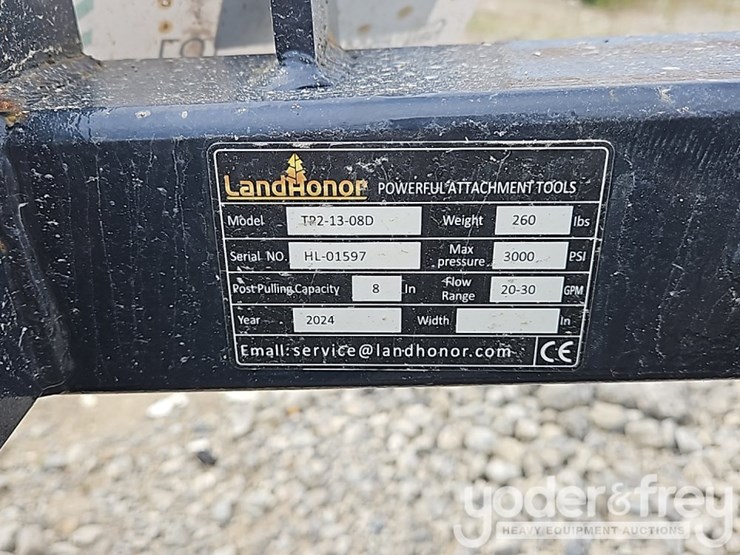 LandHonor POWERFUL ATTACHMENT TOOLS
Model TP2-13-08D Weight 260 lbs
Serial NO. HL-01597 Max pressure 3000 PSI
Post Pulling Capacity 8 In Flow Range 20-30 GPM
Year 2024 Width In
Email:service@landhonor.com CE
yoder&frey
HEAVY EQUIPMENT AUCTIONS